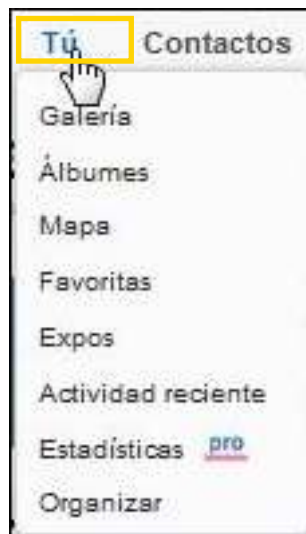 Tú Contactos
Galería
Álbumes
Mapa
Favoritas
Expos
Actividad reciente
Estadísticas pro
Organizar